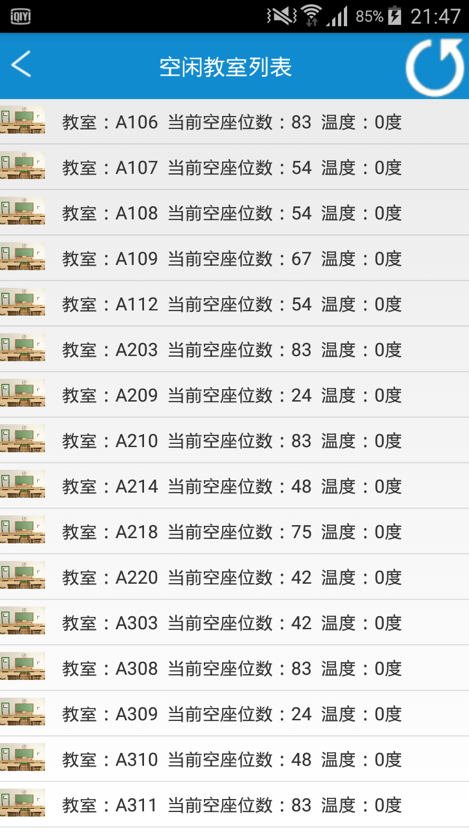 iQIYI 85% 21:47
空闲教室列表
教室：A106 当前空座位数：83 温度：0度
教室：A107 当前空座位数：54 温度：0度
教室：A108 当前空座位数：54 温度：0度
教室：A109 当前空座位数：67 温度：0度
教室：A112 当前空座位数：54 温度：0度
教室：A203 当前空座位数：83 温度：0度
教室：A209 当前空座位数：24 温度：0度
教室：A210 当前空座位数：83 温度：0度
教室：A214 当前空座位数：48 温度：0度
教室：A218 当前空座位数：75 温度：0度
教室：A220 当前空座位数：42 温度：0度
教室：A303 当前空座位数：42 温度：0度
教室：A308 当前空座位数：83 温度：0度
教室：A309 当前空座位数：24 温度：0度
教室：A310 当前空座位数：48 温度：0度
教室：A311 当前空座位数：83 温度：0度